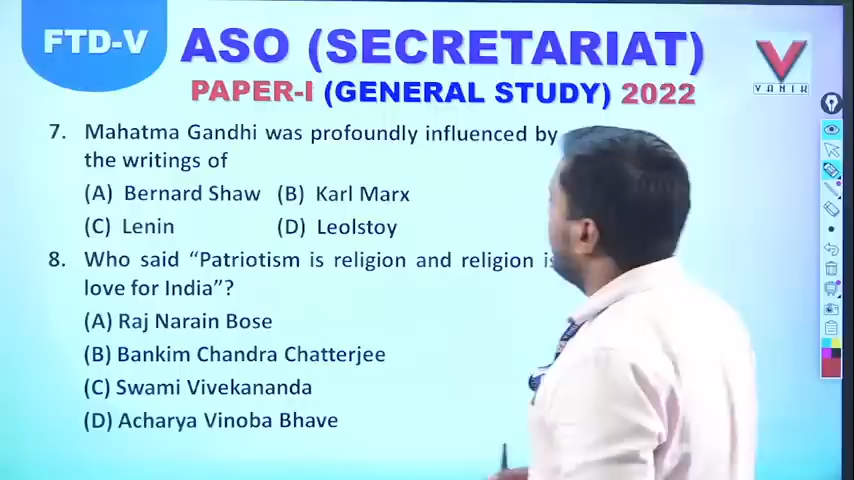 FTD-V
ASO (SECRETARIAT)
PAPER-I (GENERAL STUDY) 2022
VANIK
7. Mahatma Gandhi was profoundly influenced by
the writings of
(A) Bernard Shaw (B) Karl Marx
(C) Lenin (D) Leolstoy
8. Who said “Patriotism is religion and religion is
love for India”?
(A) Raj Narain Bose
(B) Bankim Chandra Chatterjee
(C) Swami Vivekananda
(D) Acharya Vinoba Bhave